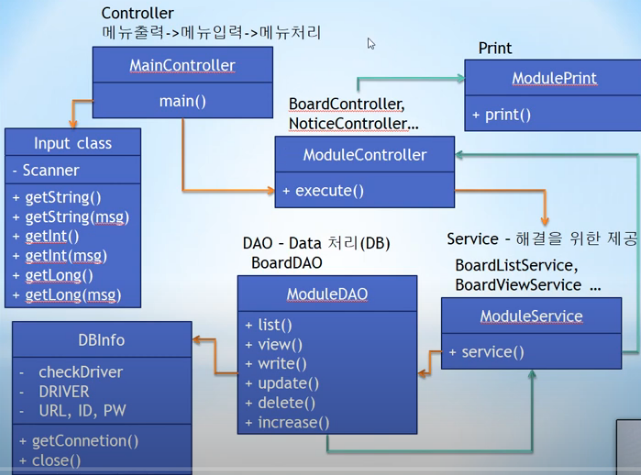 Controller
메뉴출력->메뉴입력->메뉴처리
MainController
main()
Print
ModulePrint
+ print()
BoardController,
NoticeController...
ModuleController
+ execute()
Input class
- Scanner
+ getString()
+ getString(msg)
+ getInt()
+ getInt(msg)
+ getLong()
+ getLong(msg)
DAO - Data 처리(DB)
BoardDAO
ModuleDAO
+ list()
+ view()
+ write()
+ update()
+ delete()
+ increase()
Service - 해결을 위한 제공
BoardListService,
BoardViewService ...
ModuleService
+ service()
DBInfo
- checkDriver
- DRIVER
- URL, ID, PW
+ getConnetion()
+ close()